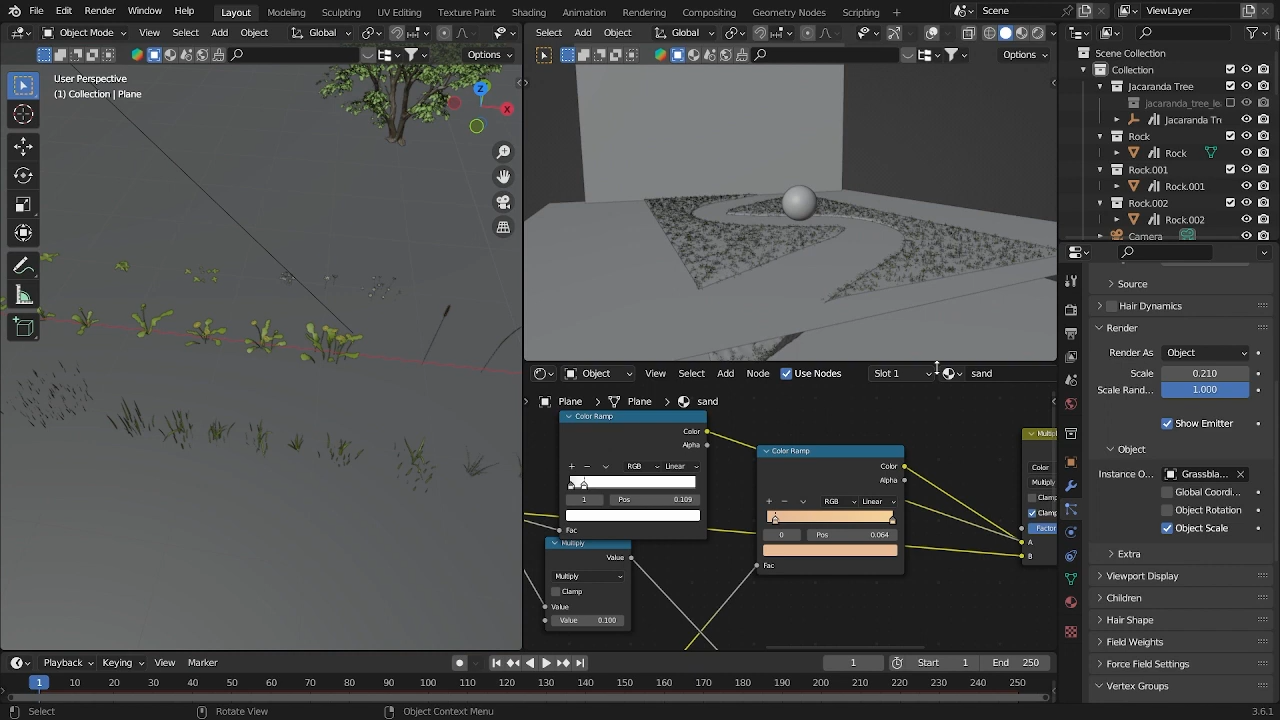 File Edit Render Window Help Layout Modeling Sculpting UV Editing Texture Paint Shading Animation Rendering Compositing Geometry Nodes Scripting Scene ViewLayer
Object Mode View Select Add Object Global
Select Add Object Global
Options
Options
User Perspective
(1) Collection | Plane
Z
X
Scene Collection
Collection
Jacaranda Tree
jacaranda_tree_le
Jacaranda Tr
Rock
Rock
Rock.001
Rock.001
Rock.002
Rock.002
Camera
Source
Hair Dynamics
Render
Render As Object
Scale 0.210
Scale Rand... 1.000
Show Emitter
Object
Instance O... Grassbla...
Global Coordi...
Object Rotation
Object Scale
Extra
Viewport Display
Children
Hair Shape
Field Weights
Force Field Settings
Vertex Groups
Object View Select Add Node Use Nodes Slot 1 sand
Plane > Plane > sand
Color Ramp
Color
Alpha
RGB Linear
1 Pos 0.109
Fac
Multiply
Value
Multiply
Clamp
Value
Value 0.100
Color Ramp
Color
Alpha
RGB Linear
0 Pos 0.064
Fac
Multipl
Color
Multiply
Clamp
Clamp
Factor
A
B
Playback Keying View Marker 1 Start 1 End 250
1 10 20 30 40 50 60 70 80 90 100 110 120 130 140 150 160 170 180 190 200 210 220 230 240 250
Select Rotate View Object Context Menu 3.6.1